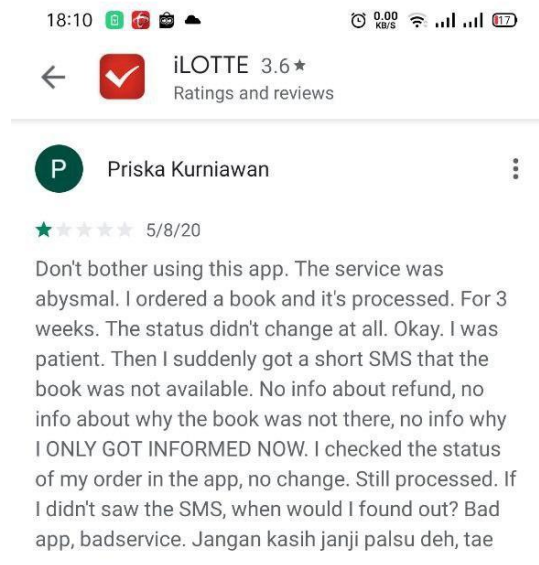 18:10
0.00 KB/S
17
iLOTTE 3.6★
Ratings and reviews
P
Priska Kurniawan
5/8/20
Don't bother using this app. The service was
abysmal. I ordered a book and it's processed. For 3
weeks. The status didn't change at all. Okay. I was
patient. Then I suddenly got a short SMS that the
book was not available. No info about refund, no
info about why the book was not there, no info why
I ONLY GOT INFORMED NOW. I checked the status
of my order in the app, no change. Still processed. If
I didn't saw the SMS, when would I found out? Bad
app, badservice. Jangan kasih janji palsu deh, tae